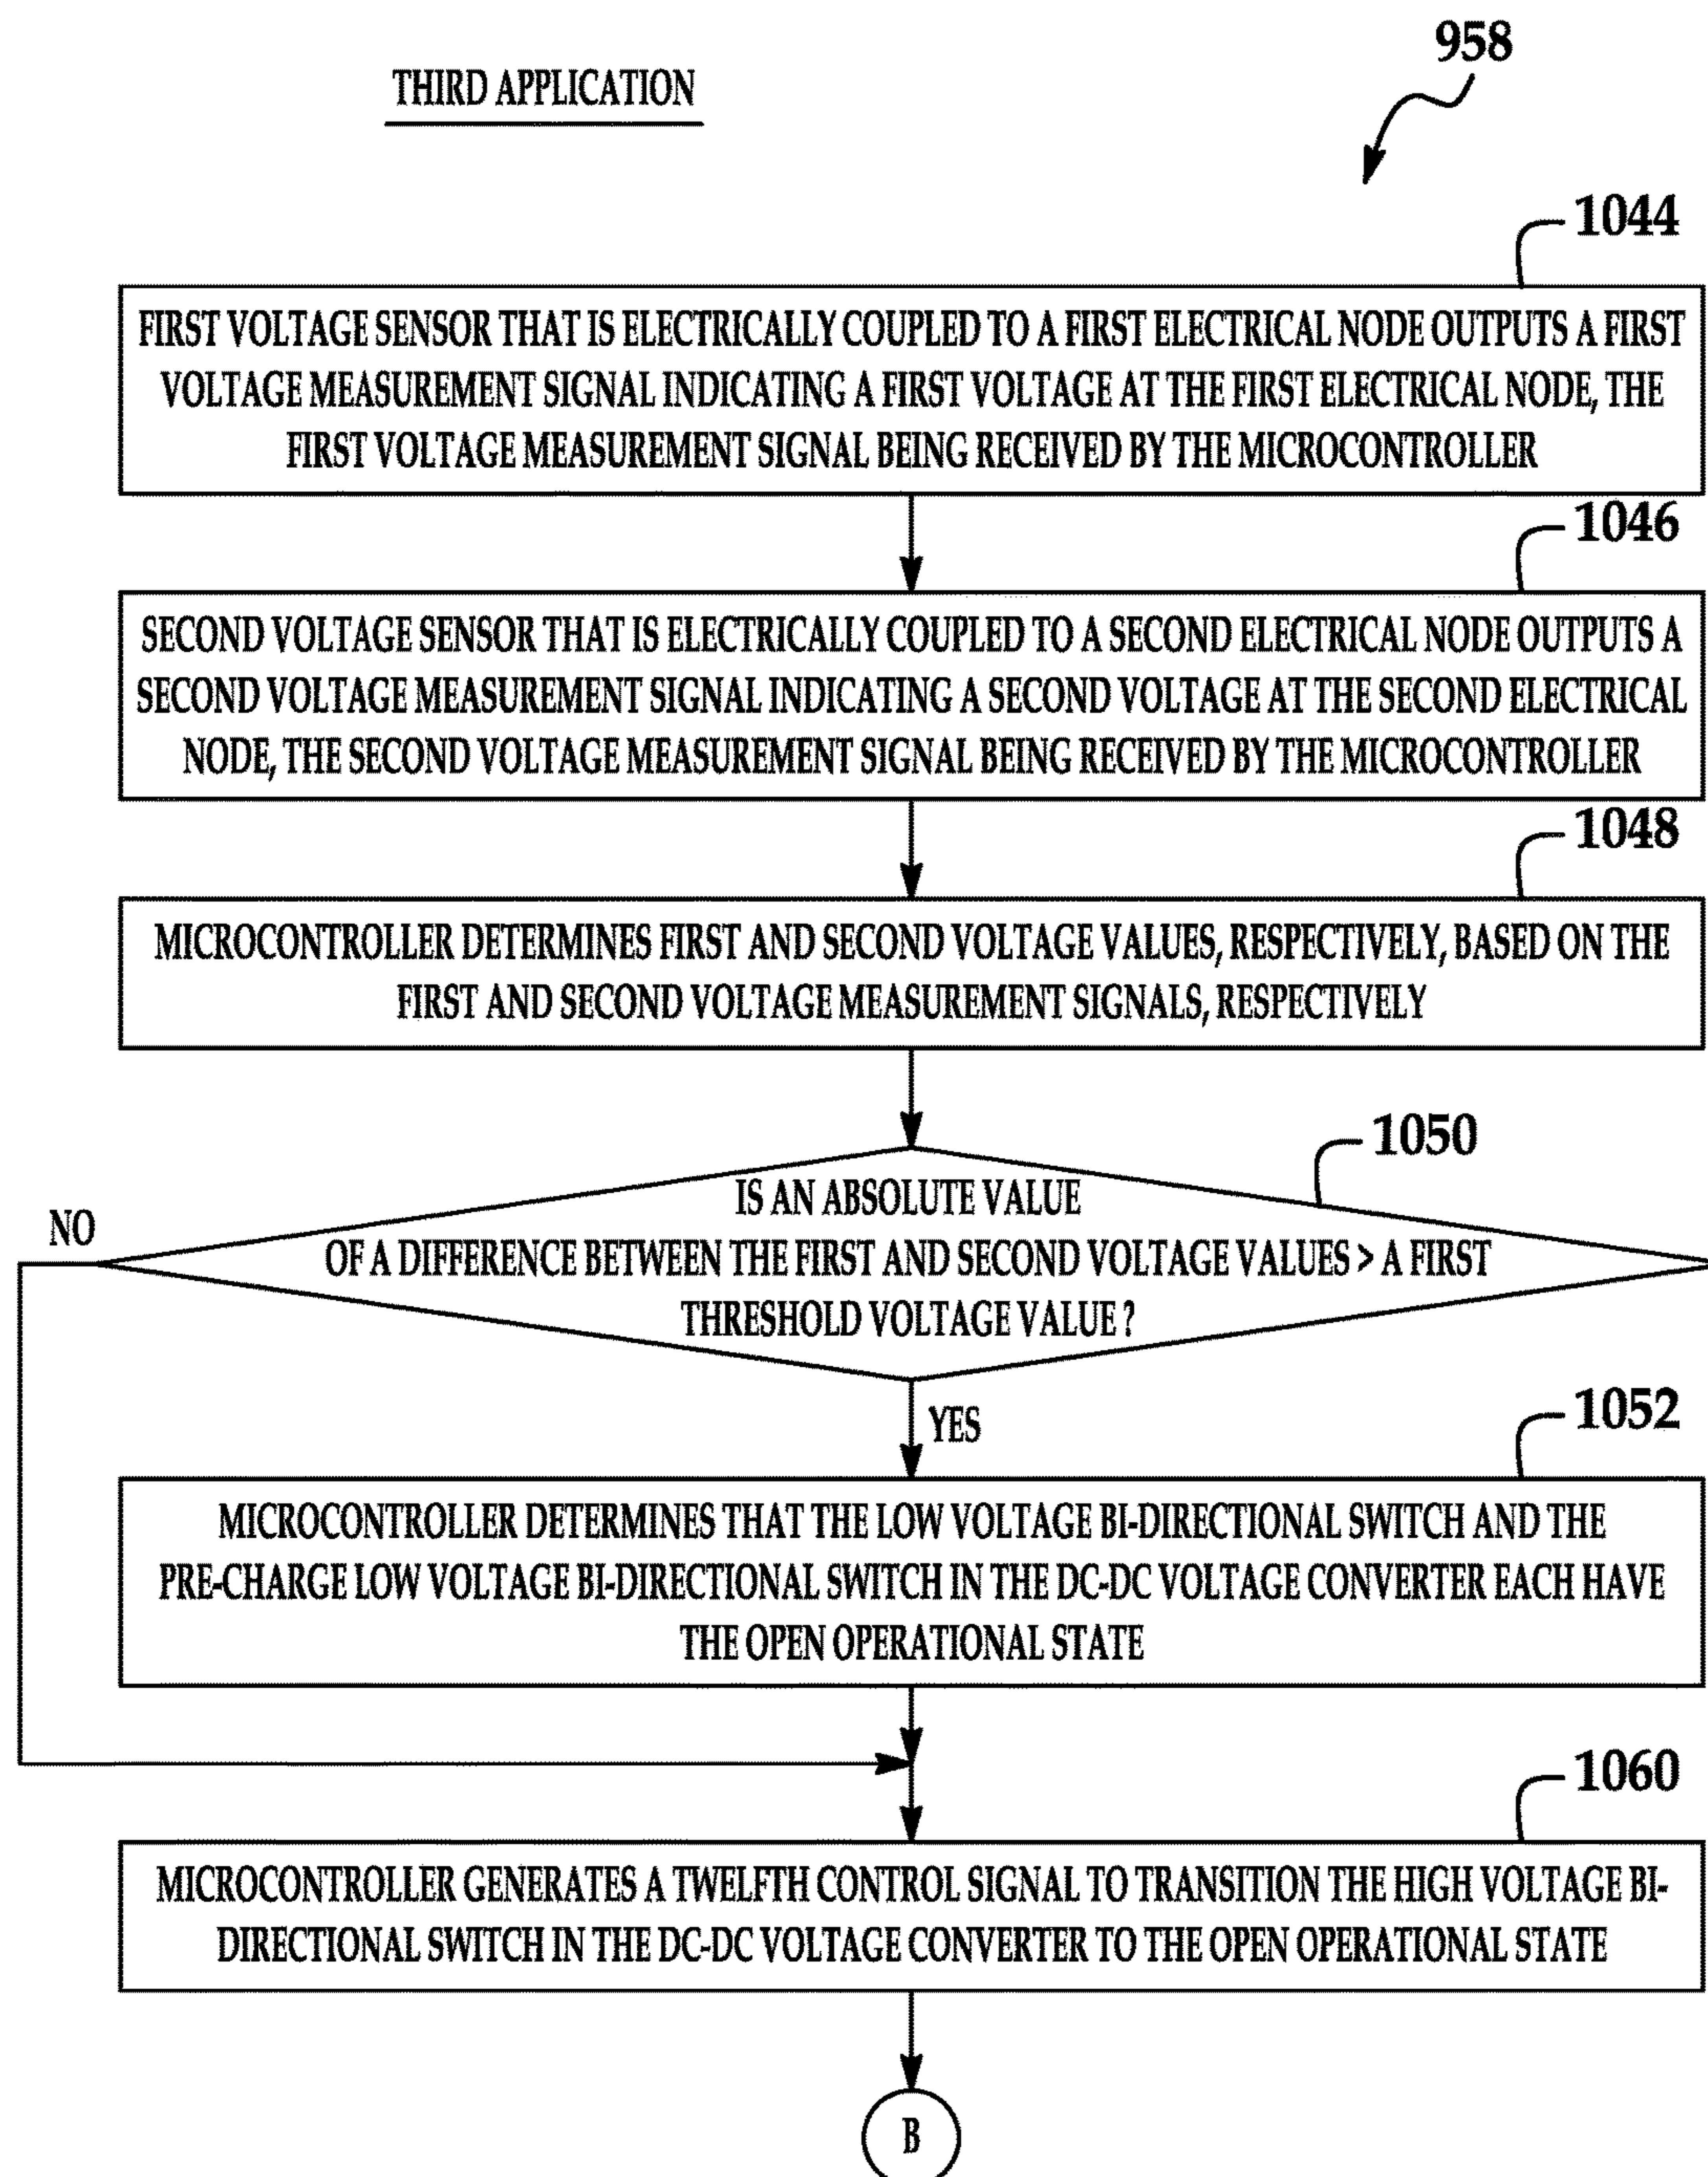 958
THIRD APPLICATION
1044
FIRST VOLTAGE SENSOR THAT IS ELECTRICALLY COUPLED TO A FIRST ELECTRICAL NODE OUTPUTS A FIRST
VOLTAGE MEASUREMENT SIGNAL INDICATING A FIRST VOLTAGE AT THE FIRST ELECTRICAL NODE, THE
FIRST VOLTAGE MEASUREMENT SIGNAL BEING RECEIVED BY THE MICROCONTROLLER
1046
SECOND VOLTAGE SENSOR THAT IS ELECTRICALLY COUPLED TO A SECOND ELECTRICAL NODE OUTPUTS A
SECOND VOLTAGE MEASUREMENT SIGNAL INDICATING A SECOND VOLTAGE AT THE SECOND ELECTRICAL
NODE, THE SECOND VOLTAGE MEASUREMENT SIGNAL BEING RECEIVED BY THE MICROCONTROLLER
1048
MICROCONTROLLER DETERMINES FIRST AND SECOND VOLTAGE VALUES, RESPECTIVELY, BASED ON THE
FIRST AND SECOND VOLTAGE MEASUREMENT SIGNALS, RESPECTIVELY
1050
IS AN ABSOLUTE VALUE
NO
OF A DIFFERENCE BETWEEN THE FIRST AND SECOND VOLTAGE VALUES > A FIRST
THRESHOLD VOLTAGE VALUE ?
YES
1052
MICROCONTROLLER DETERMINES THAT THE LOW VOLTAGE BI-DIRECTIONAL SWITCH AND THE
PRE-CHARGE LOW VOLTAGE BI-DIRECTIONAL SWITCH IN THE DC-DC VOLTAGE CONVERTER EACH HAVE
THE OPEN OPERATIONAL STATE
1060
MICROCONTROLLER GENERATES A TWELFTH CONTROL SIGNAL TO TRANSITION THE HIGH VOLTAGE BI-
DIRECTIONAL SWITCH IN THE DC-DC VOLTAGE CONVERTER TO THE OPEN OPERATIONAL STATE
B